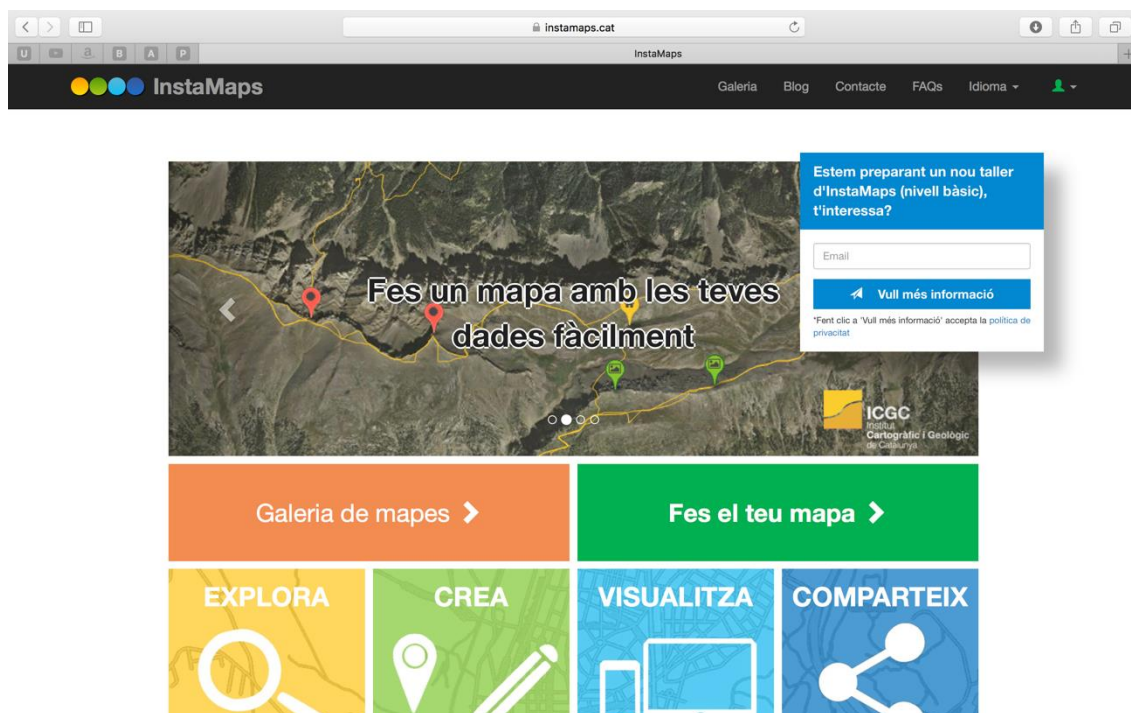 instamaps.cat
U a B A P InstaMaps
InstaMaps Galeria Blog Contacte FAQs Idioma
Estem preparant un nou taller
d'InstaMaps (nivell bàsic),
t'interessa?
Email
Vull més informació
*Fent clic a 'Vull més informació' accepta la política de
privacitat
Fes un mapa amb les teves
dades fàcilment
ICGC
Institut
Cartogràfic i Geològic
de Catalunya
Galeria de mapes
Fes el teu mapa
EXPLORA CREA VISUALITZA COMPARTEIX